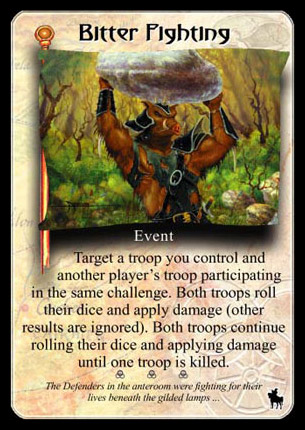 Bitter Fighting
Event
Target a troop you control and
another player's troop participating
in the same challenge. Both troops roll
their dice and apply damage (other
results are ignored). Both troops continue
rolling their dice and applying damage
until one troop is killed.
The Defenders in the anteroom were fighting for their
lives beneath the gilded lamps ...